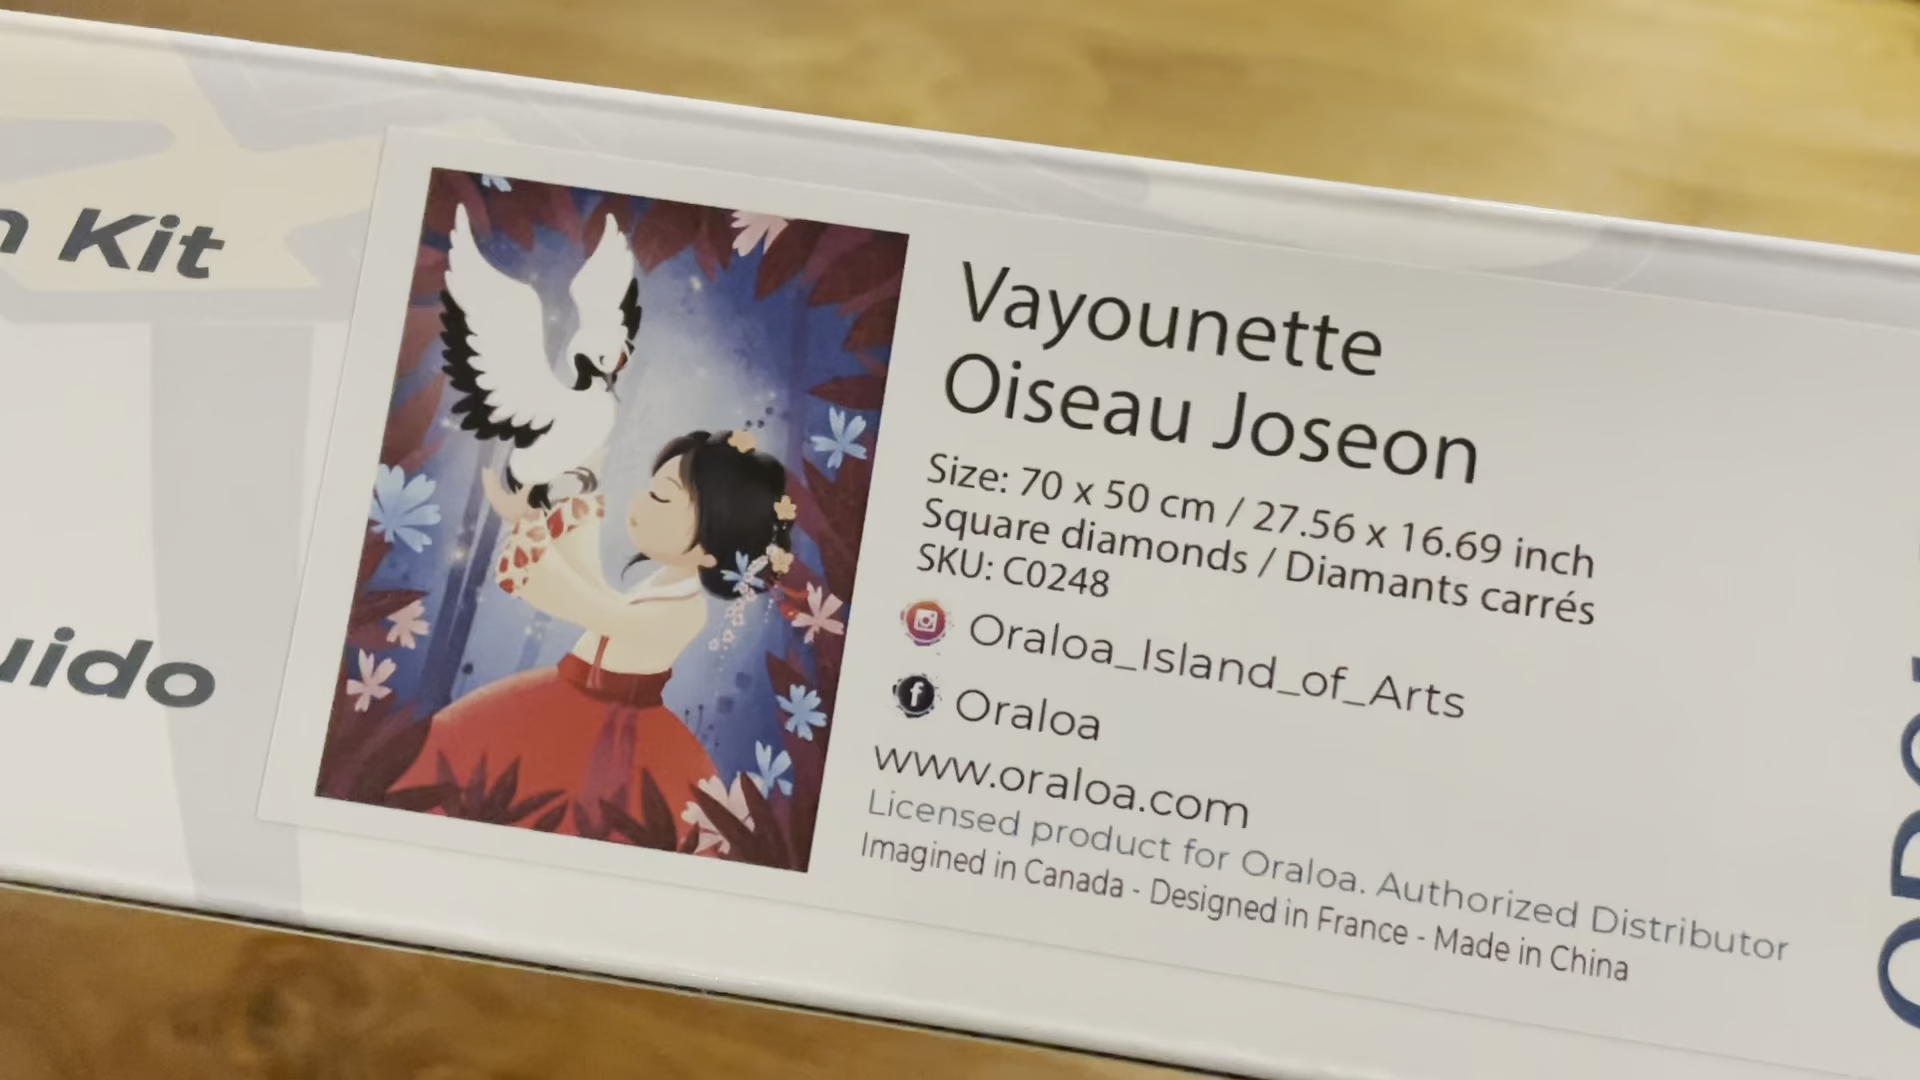 Kit
Vayounette
Oiseau Joseon
Size: 70 x 50 cm / 27.56 x 16.69 inch
Square diamonds / Diamants carrés
SKU: C0248
Oraloa_Island_of_Arts
Oraloa
www.oraloa.com
Licensed product for Oraloa. Authorized Distributor
Imagined in Canada - Designed in France - Made in China